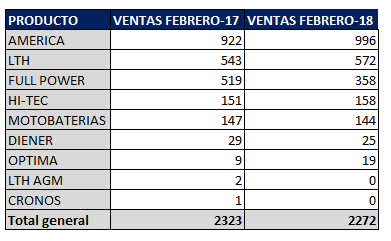 PRODUCTO VENTAS FEBRERO-17 VENTAS FEBRERO-18
AMERICA 922 996
LTH 543 572
FULL POWER 519 358
HI-TEC 151 158
MOTOBATERIAS 147 144
DIENER 29 25
OPTIMA 9 19
LTH AGM 2 0
CRONOS 1 0
Total general 2323 2272